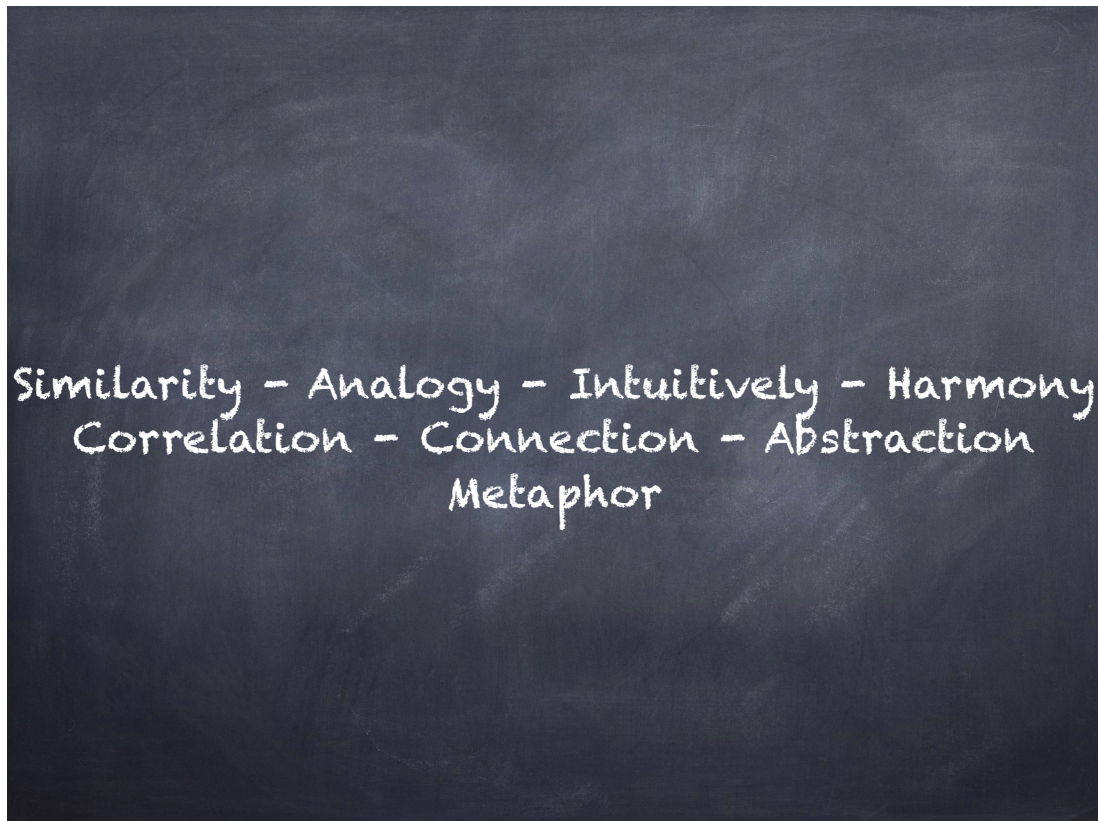 Similarity - Analogy - Intuitively - Harmony
Correlation - Connection - Abstraction
Metaphor